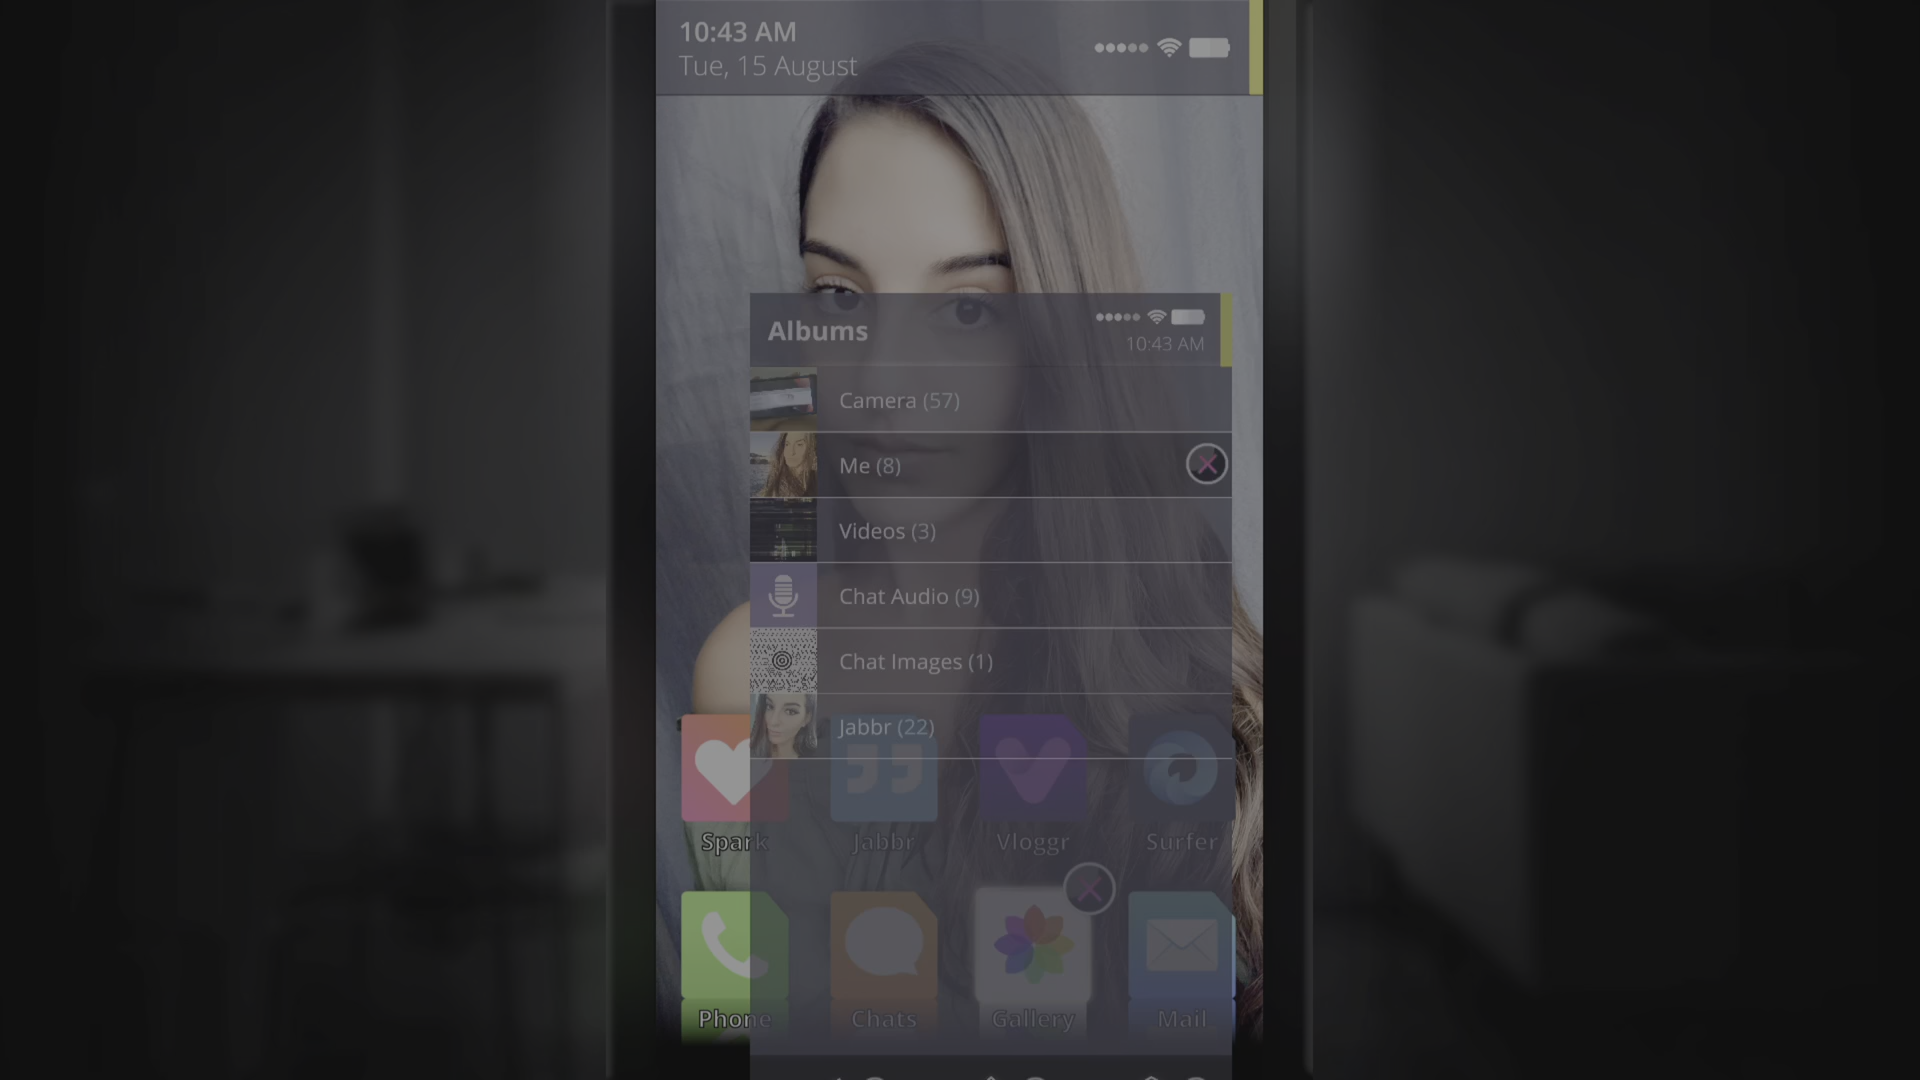 10:43 AM
Tue, 15 August
Albums
10:43 AM
Camera (57)
Me (8)
Videos (3)
Chat Audio (9)
Chat Images (1)
Jabbr (22)
Spark
Jabbr
Vloggr
Surfer
Phone
Chats
Gallery
Mail